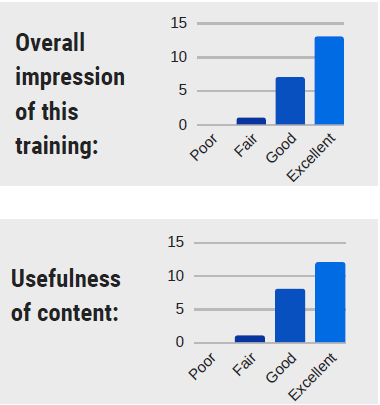 Overall
impression
of this
training:
15
10
5
0
Poor
Fair
Good
Excellent
Usefulness
of content:
15
10
5
0
Poor
Fair
Good
Excellent